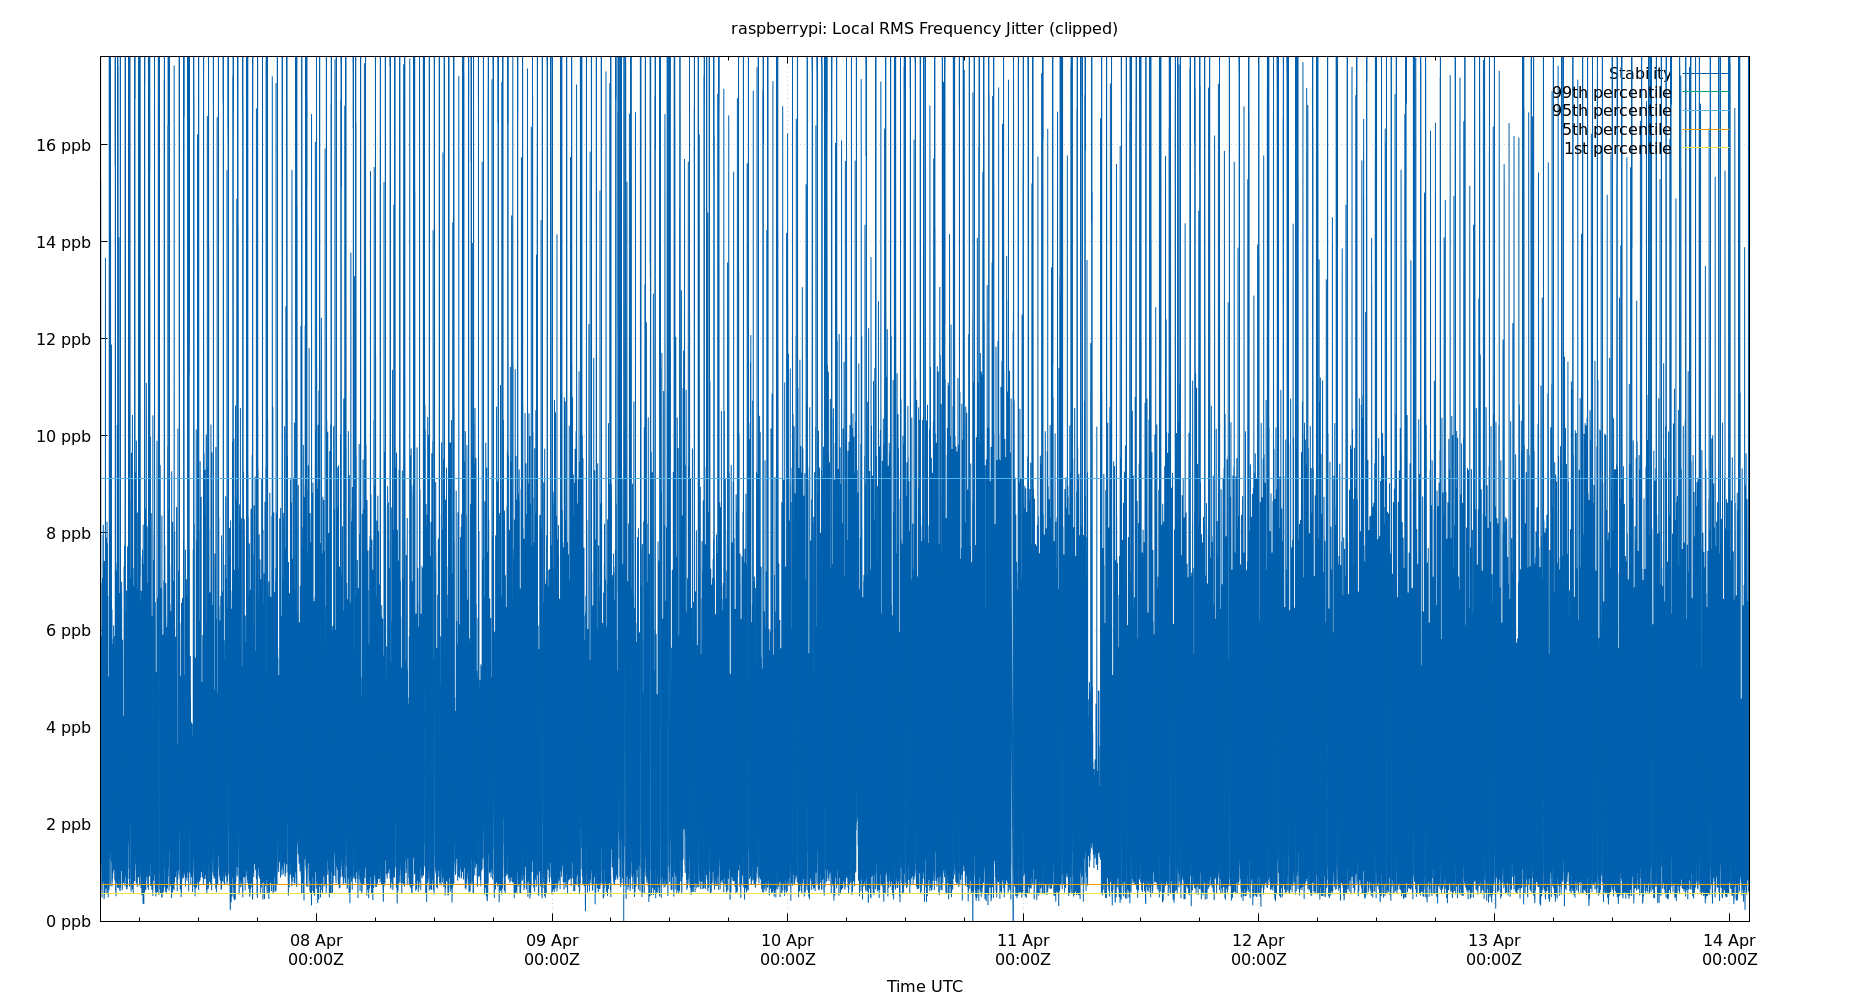 raspberrypi: Local RMS Frequency Jitter (clipped)
Stability
99th percentile
95th percentile
5th percentile
1st percentile
16 ppb
14 ppb
12 ppb
10 ppb
8 ppb
6 ppb
4 ppb
2 ppb
0 ppb
08 Apr
00:00Z
09 Apr
00:00Z
10 Apr
00:00Z
11 Apr
00:00Z
12 Apr
00:00Z
13 Apr
00:00Z
14 Apr
00:00Z
Time UTC